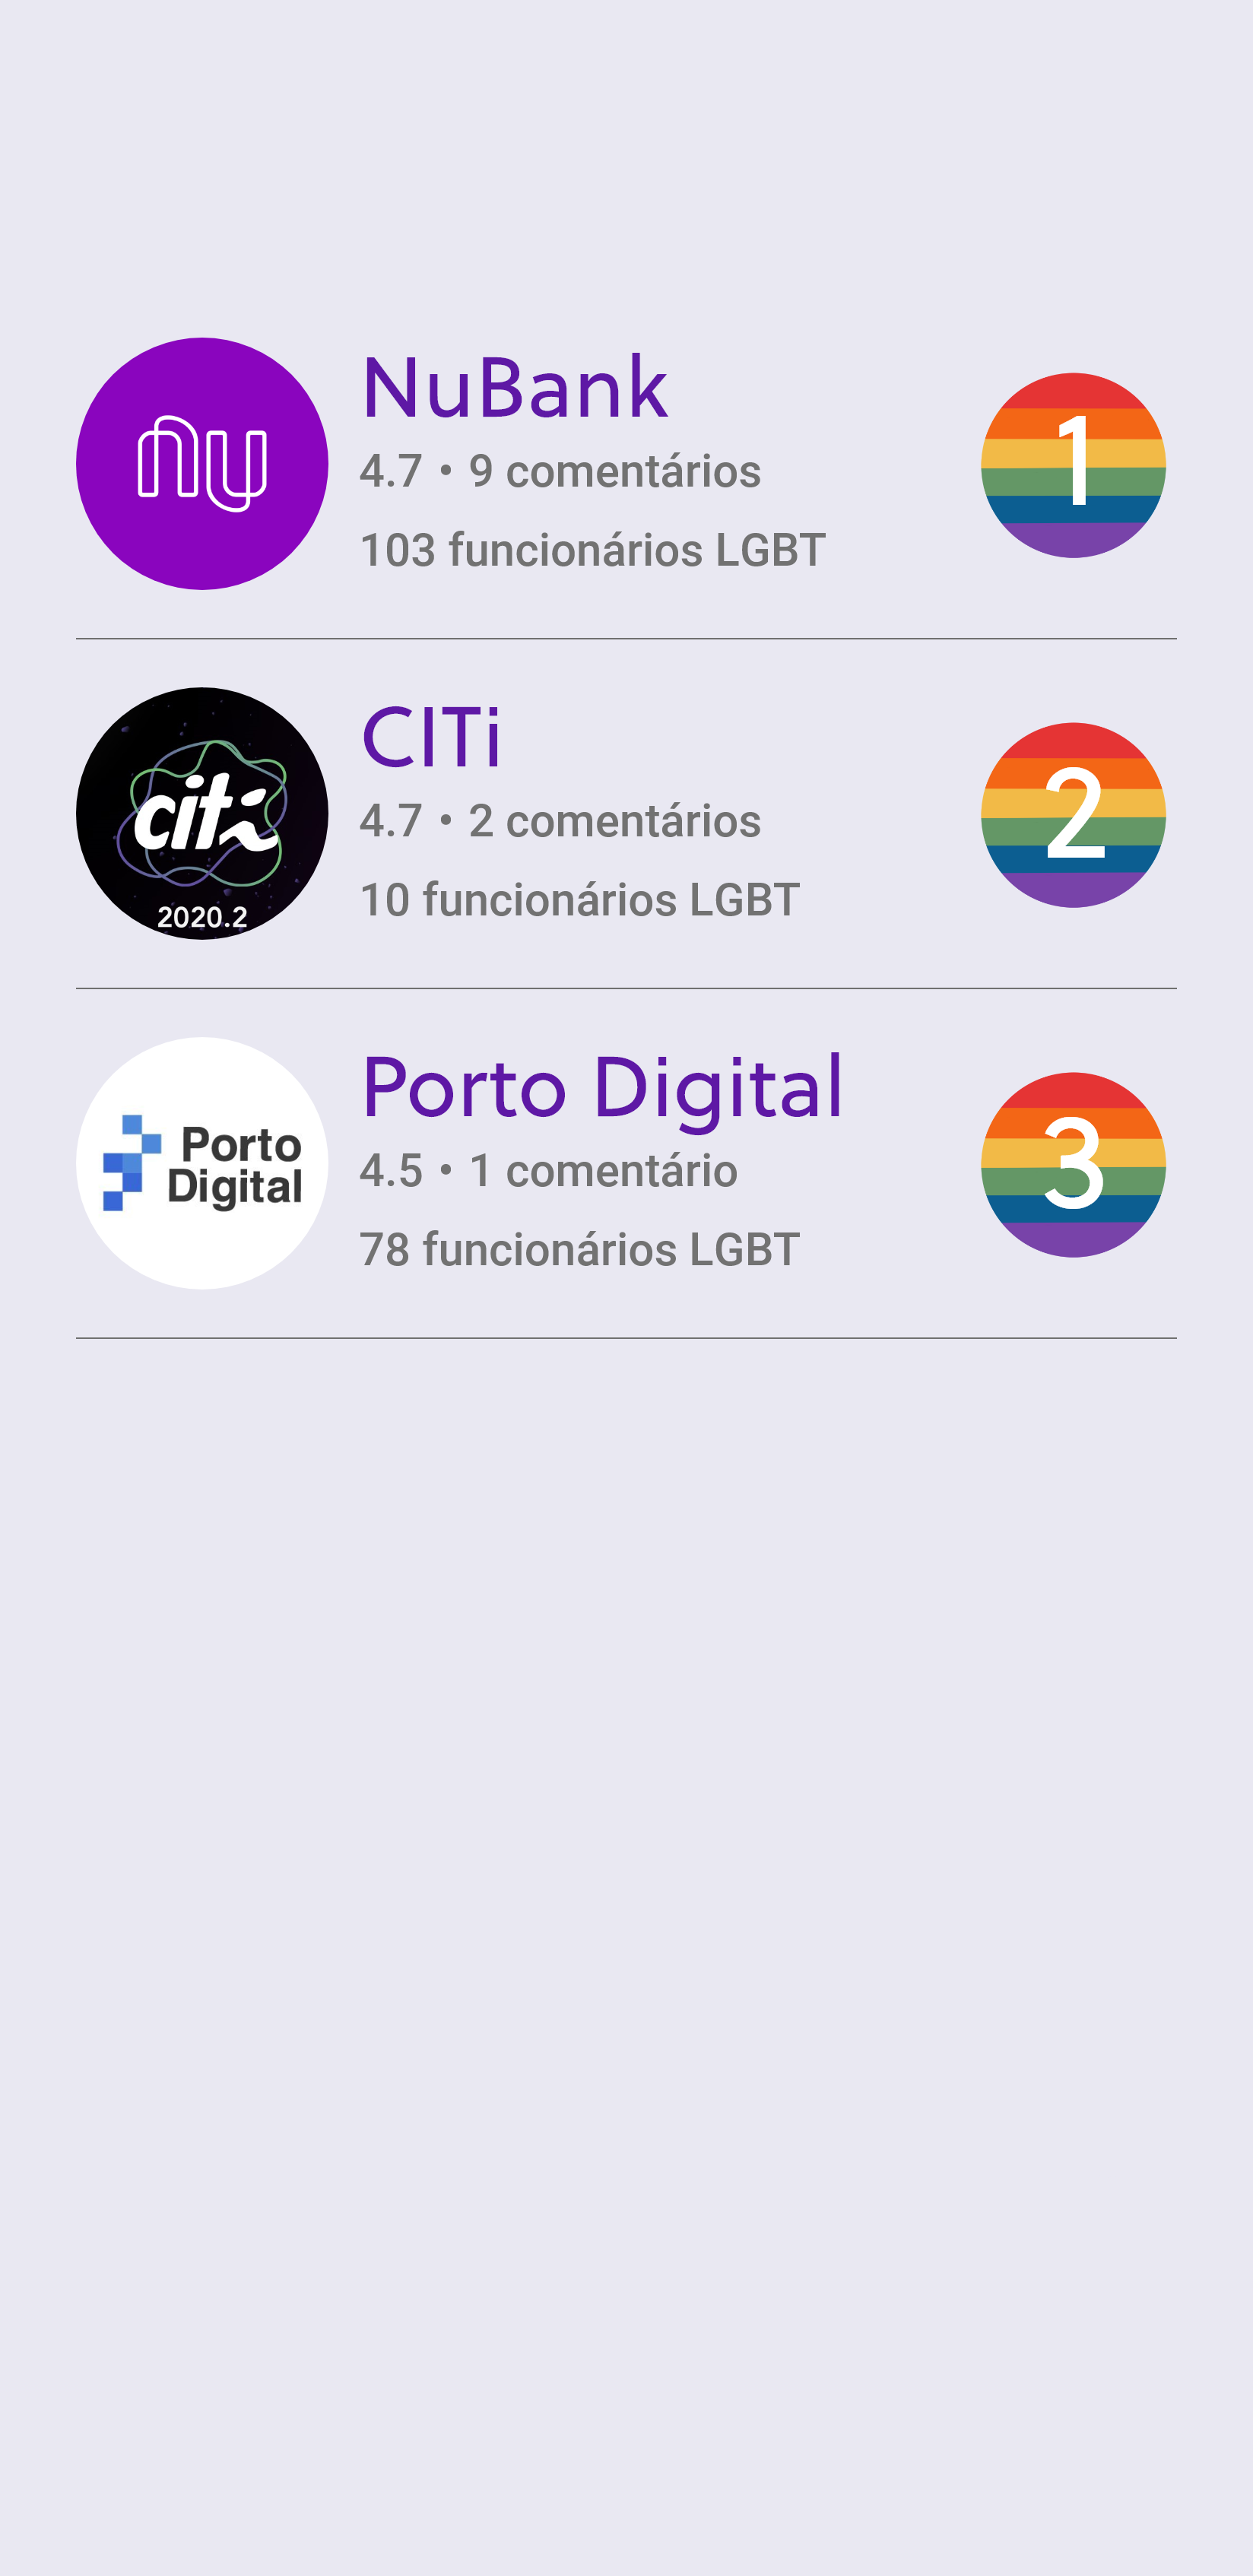 nu
NuBank
4.7 • 9 comentários
103 funcionários LGBT
1
citi
2020.2
CITi
4.7 • 2 comentários
10 funcionários LGBT
2
Porto
Digital
Porto Digital
4.5 • 1 comentário
78 funcionários LGBT
3